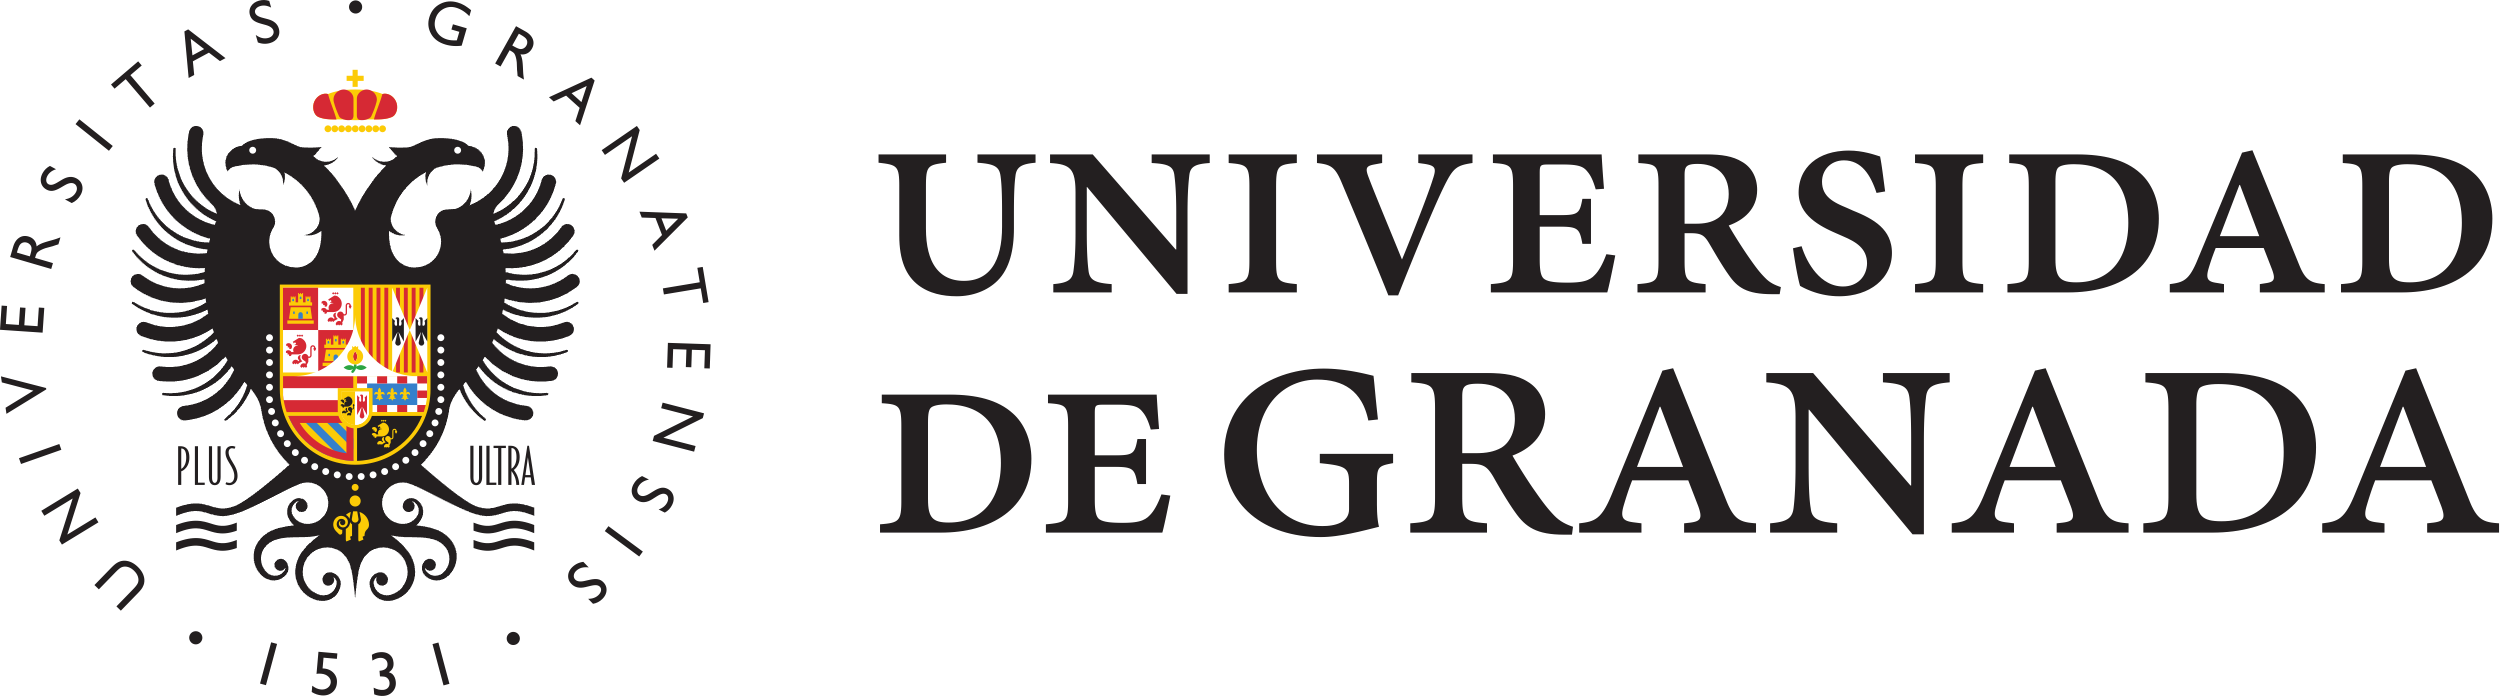 UNIVERSITAS · GRANATENSIS · 1531 ·
PLUS ULTRA
UNIVERSIDAD
DE GRANADA